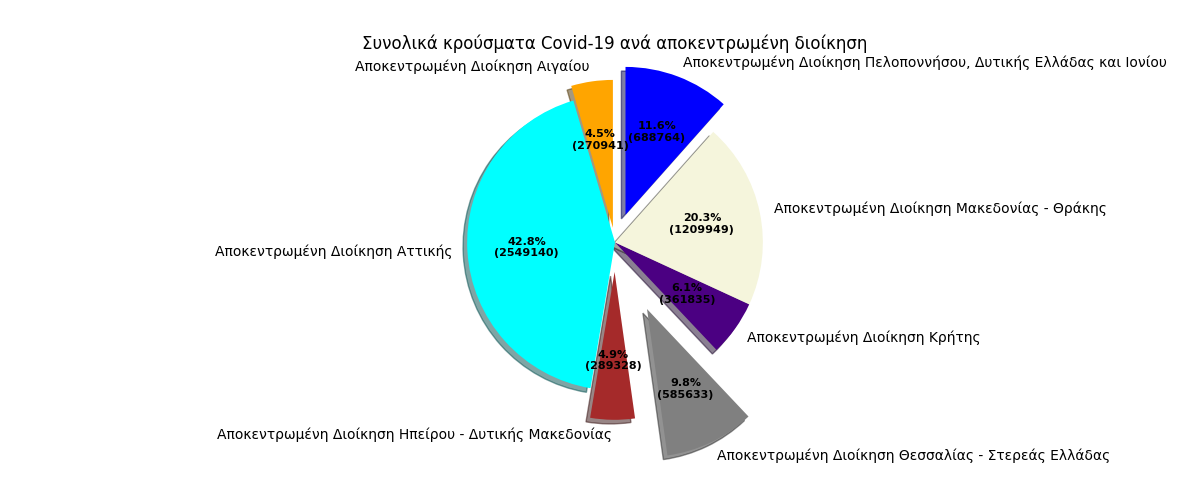 Συνολικά κρούσματα Covid-19 ανά αποκεντρωμένη διοίκηση
Αποκεντρωμένη Διοίκηση Αιγαίου
Αποκεντρωμένη Διοίκηση Πελοποννήσου, Δυτικής Ελλάδας και Ιονίου
4.5%
(270941)
11.6%
(688764)
Αποκεντρωμένη Διοίκηση Μακεδονίας - Θράκης
20.3%
(1209949)
Αποκεντρωμένη Διοίκηση Αττικής
42.8%
(2549140)
6.1%
(361835)
Αποκεντρωμένη Διοίκηση Κρήτης
4.9%
(289328)
9.8%
(585633)
Αποκεντρωμένη Διοίκηση Ηπείρου - Δυτικής Μακεδονίας
Αποκεντρωμένη Διοίκηση Θεσσαλίας - Στερεάς Ελλάδας